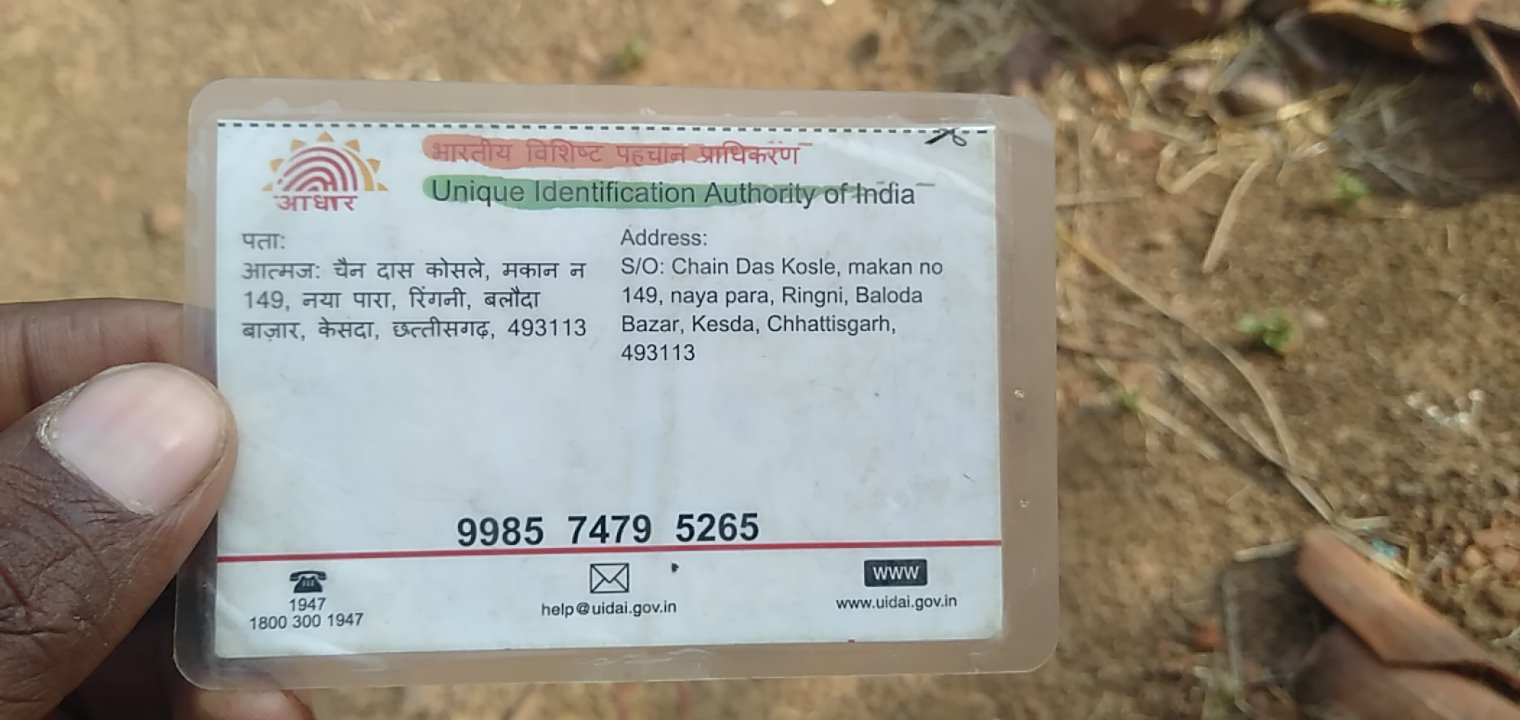 आधार
भारतीय विशिष्ट पहचान प्राधिकरण
Unique Identification Authority of India
पता:
आत्मज: चैन दास कोसले, मकान न
149, नया पारा, रिंगनी, बलौदा
बाज़ार, केसदा, छत्तीसगढ़, 493113
Address:
S/O: Chain Das Kosle, makan no
149, naya para, Ringni, Baloda
Bazar, Kesda, Chhattisgarh,
493113
9985 7479 5265
1947
1800 300 1947
help@uidai.gov.in
www
www.uidai.gov.in